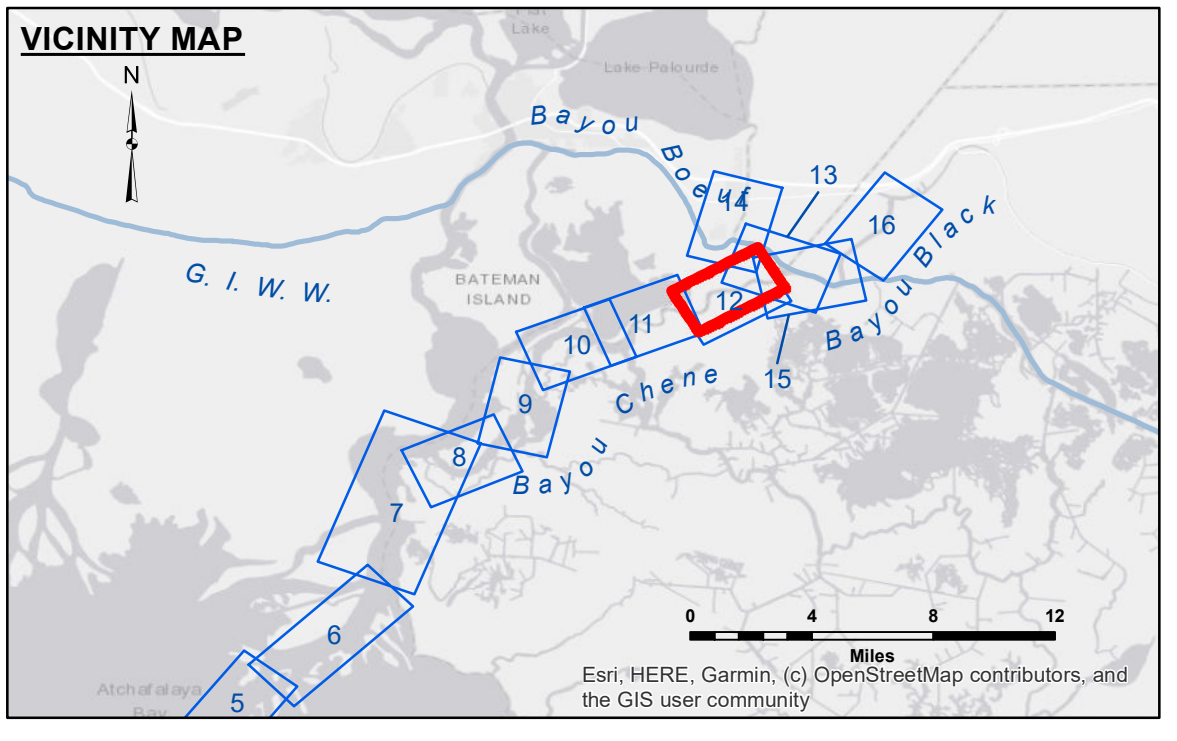 VICINITY MAP
N
Flat
Lake
Lake Palourde
Bayou
Boeuf
13
14
16
Bayou Black
G. I. W. W.
BATEMAN
ISLAND
12
11
10
15
Chene
9
8
Bayou
7
6
5
Atchafalaya
Bay
0 4 8 12
Miles
Esri, HERE, Garmin, (c) OpenStreetMap contributors, and
the GIS user community